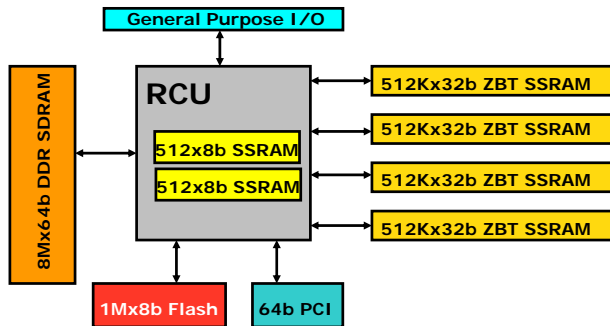 General Purpose I/O
RCU
512x8b SSRAM
512x8b SSRAM
8Mx64b DDR SDRAM
512Kx32b ZBT SSRAM
512Kx32b ZBT SSRAM
512Kx32b ZBT SSRAM
512Kx32b ZBT SSRAM
1Mx8b Flash
64b PCI